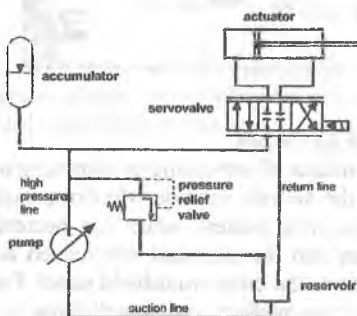 actuator
accumulator
servovalve
high
pressure
line
pressure
relief
valve
return line
pump
reservoir
suction line